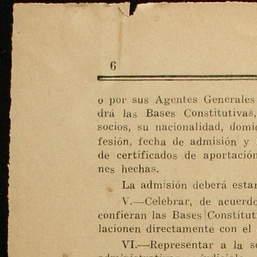 6
o por sus Agentes Generales
drá las Bases Constitutivas,
socios, su nacionalidad, domi
fesión, fecha de admisión y
de certificados de aportación
nes hechas.
La admisión deberá estar
V.—Celebrar, de acuerdo
confieran las Bases Constitut
lacionen directamente con el
VI.—Representar a la so